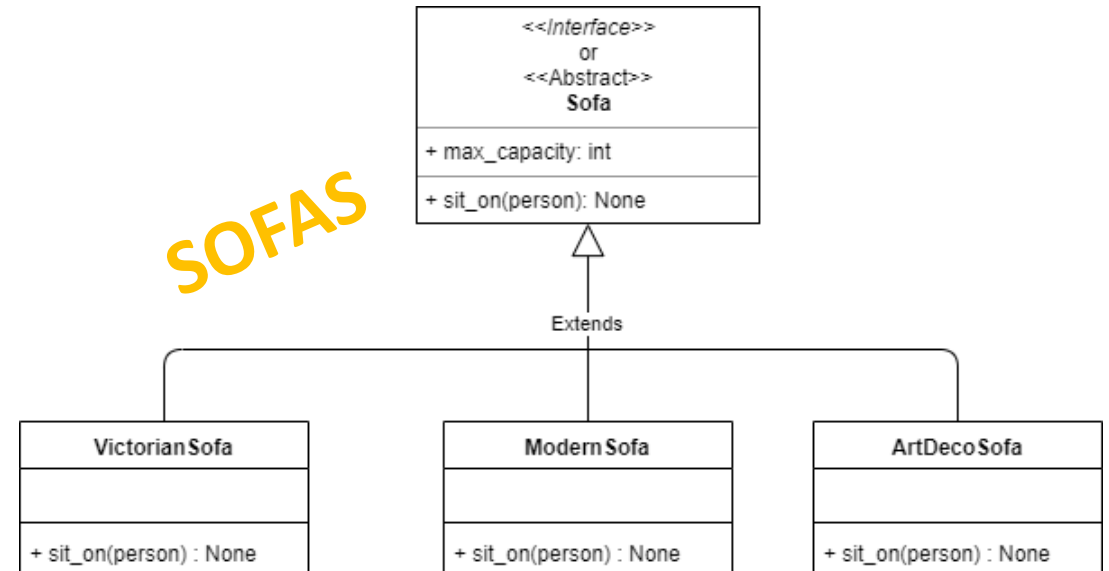 <<Interface>>
or
<<Abstract>>
Sofa
+ max_capacity: int
+ sit_on(person): None
SOFAS
Extends
VictorianSofa
+ sit_on(person) : None
ModernSofa
+ sit_on(person) : None
ArtDecoSofa
+ sit_on(person) : None